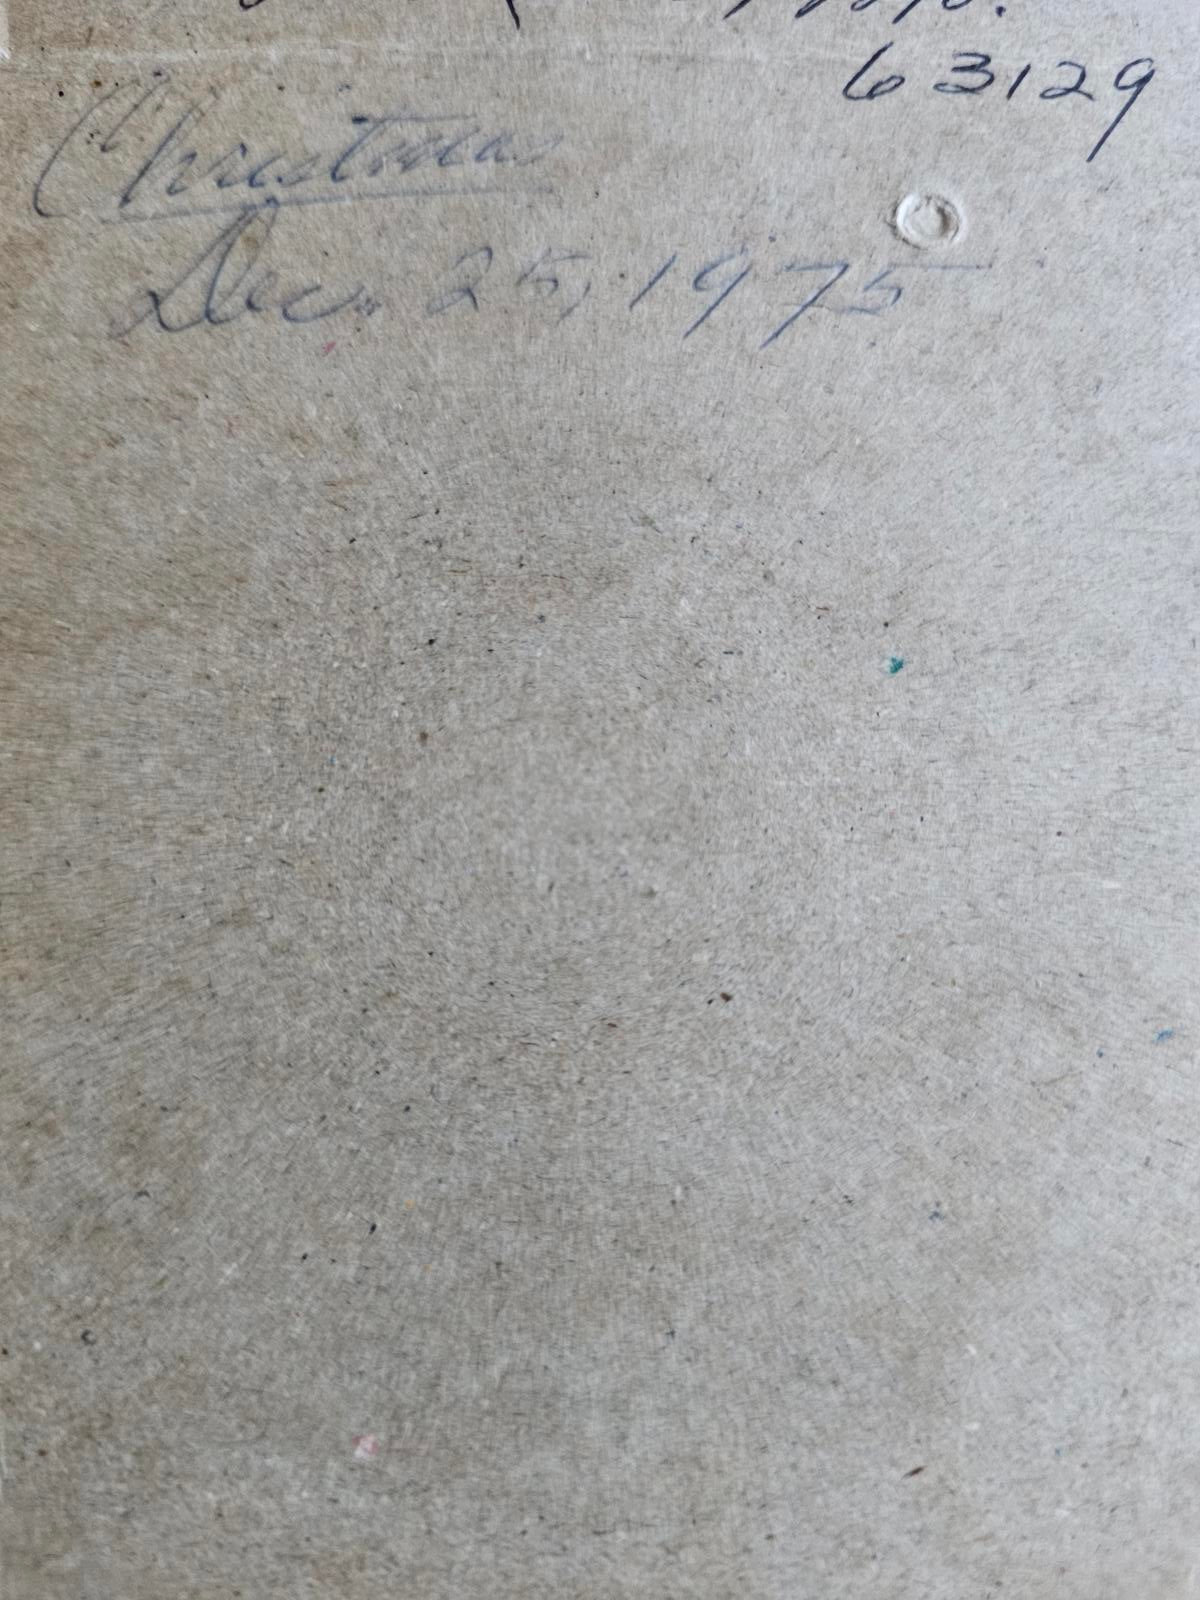 63129
Christmas
Dec. 25, 1975